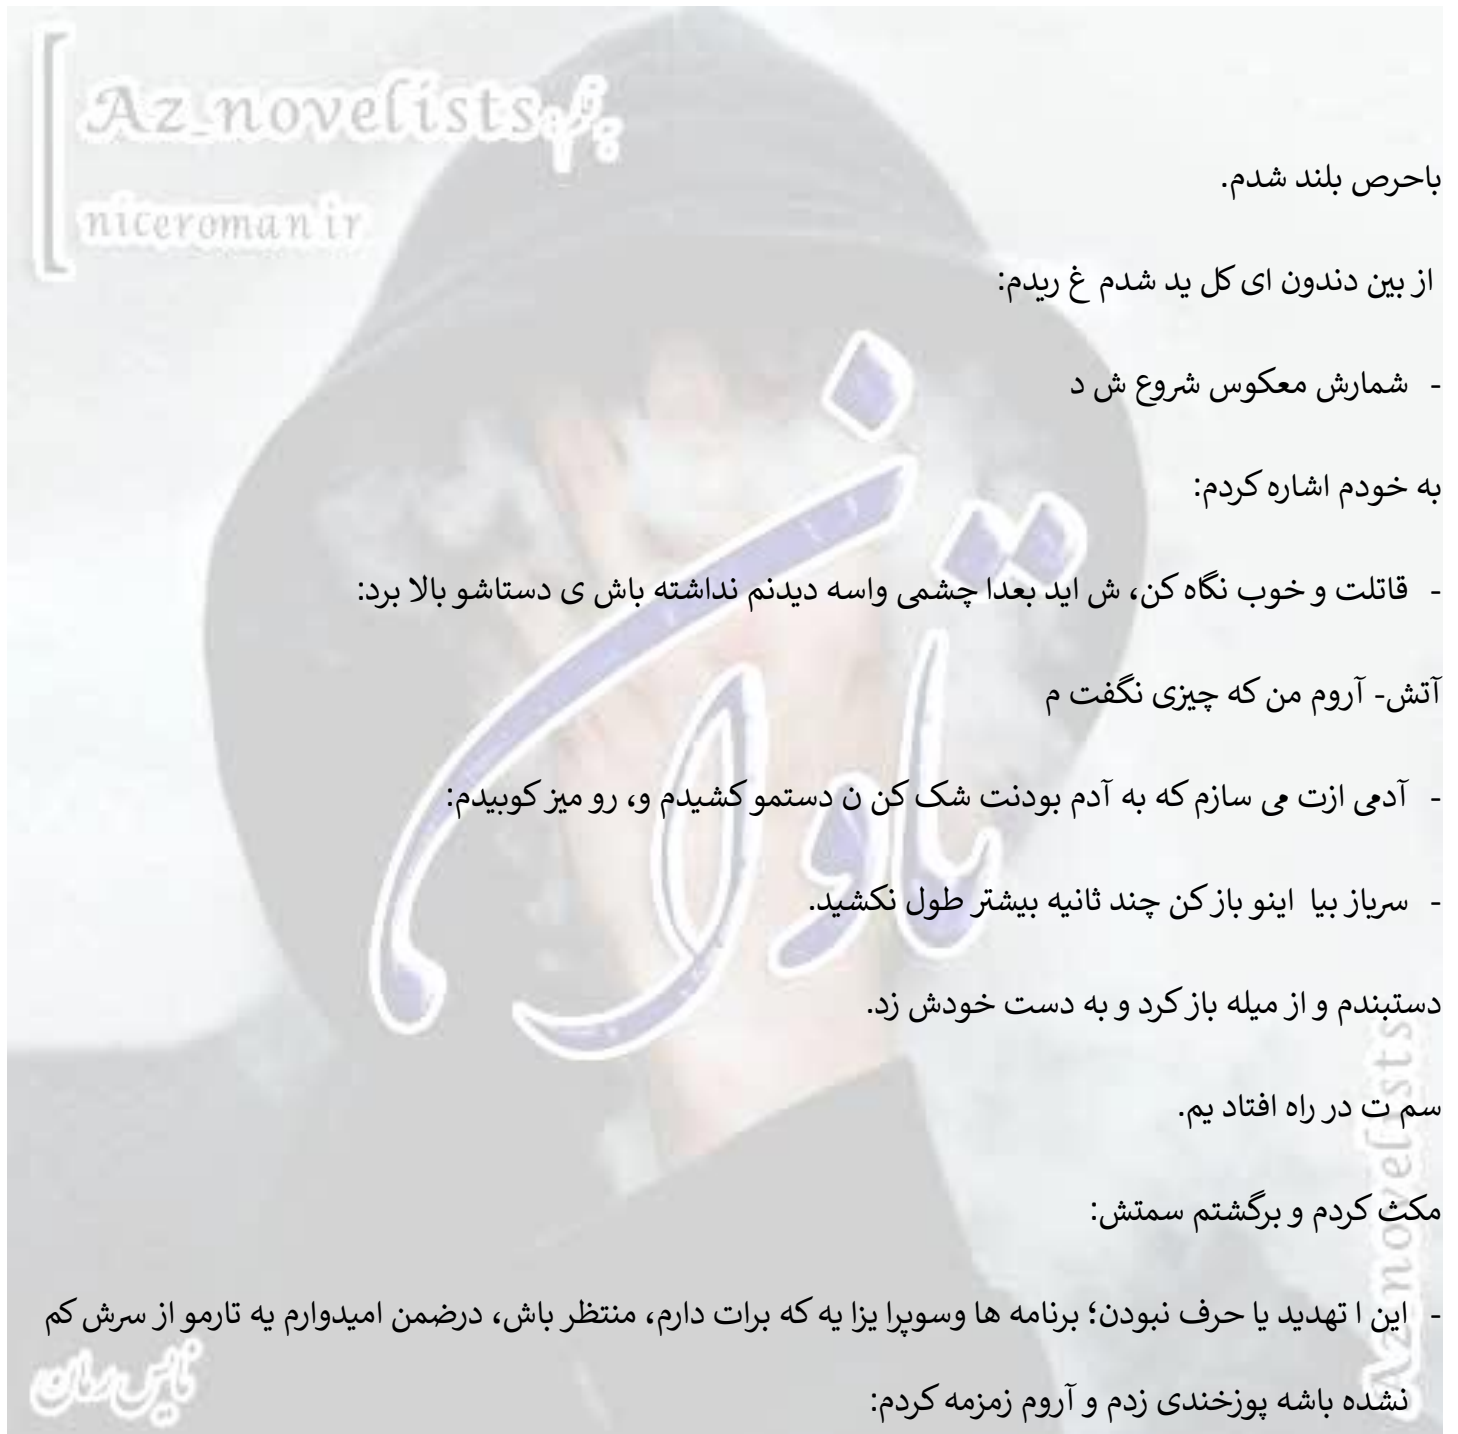 Az_novelists
niceroman.ir
باحرص بلند شدم.
از بین دندون ای کل ید شدم غ ریدم:
- شمارش معکوس شروع ش د
به خودم اشاره کردم:
- قاتلت و خوب نگاه کن، ش اید بعدا چشمی واسه دیدنم نداشته باش ی دستاشو بالا برد:
آتش- آروم من که چیزی نگفت م
- آدمی ازت می سازم که به آدم بودنت شک کن ن دستمو کشیدم و، رو میز کوبیدم:
- سرباز بیا اینو باز کن چند ثانیه بیشتر طول نکشید.
دستبندم و از میله باز کرد و به دست خودش زد.
سم ت در راه افتاد یم.
مکث کردم و برگشتم سمتش:
- این ا تهدید یا حرف نبودن؛ برنامه ها وسوپرا یزا یه که برات دارم، منتظر باش، درضمن امیدوارم یه تارمو از سرش کم
نشده باشه پوزخندی زدم و آروم زمزمه کردم:
تاوان
Az_novelists
نایس رمان